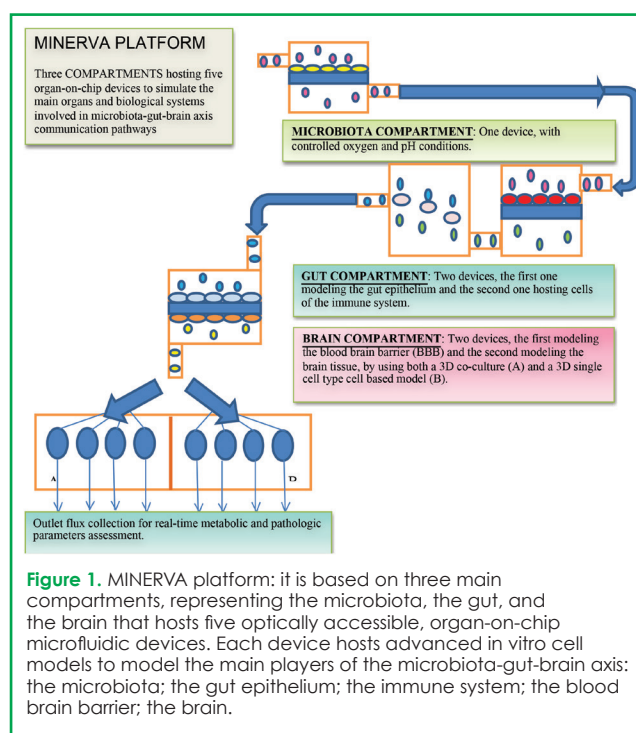 MINERVA PLATFORM
Three COMPARTMENTS hosting five
organ-on-chip devices to simulate the
main organs and biological systems
involved in microbiota-gut-brain axis
communication pathways
MICROBIOTA COMPARTMENT: One device, with
controlled oxygen and pH conditions.
GUT COMPARTMENT: Two devices, the first one
modeling the gut epithelium and the second one hosting cells
of the immune system.
BRAIN COMPARTMENT: Two devices, the first modeling
the blood brain barrier (BBB) and the second modeling the
brain tissue, by using both a 3D co-culture (A) and a 3D single
cell type cell based model (B).
A
Outlet flux collection for real-time metabolic and pathologic
parameters assessment.
Figure 1. MINERVA platform: it is based on three main
compartments, representing the microbiota, the gut, and
the brain that hosts five optically accessible, organ-on-chip
microfluidic devices. Each device hosts advanced in vitro cell
models to model the main players of the microbiota-gut-brain axis:
the microbiota; the gut epithelium; the immune system; the blood
brain barrier; the brain.